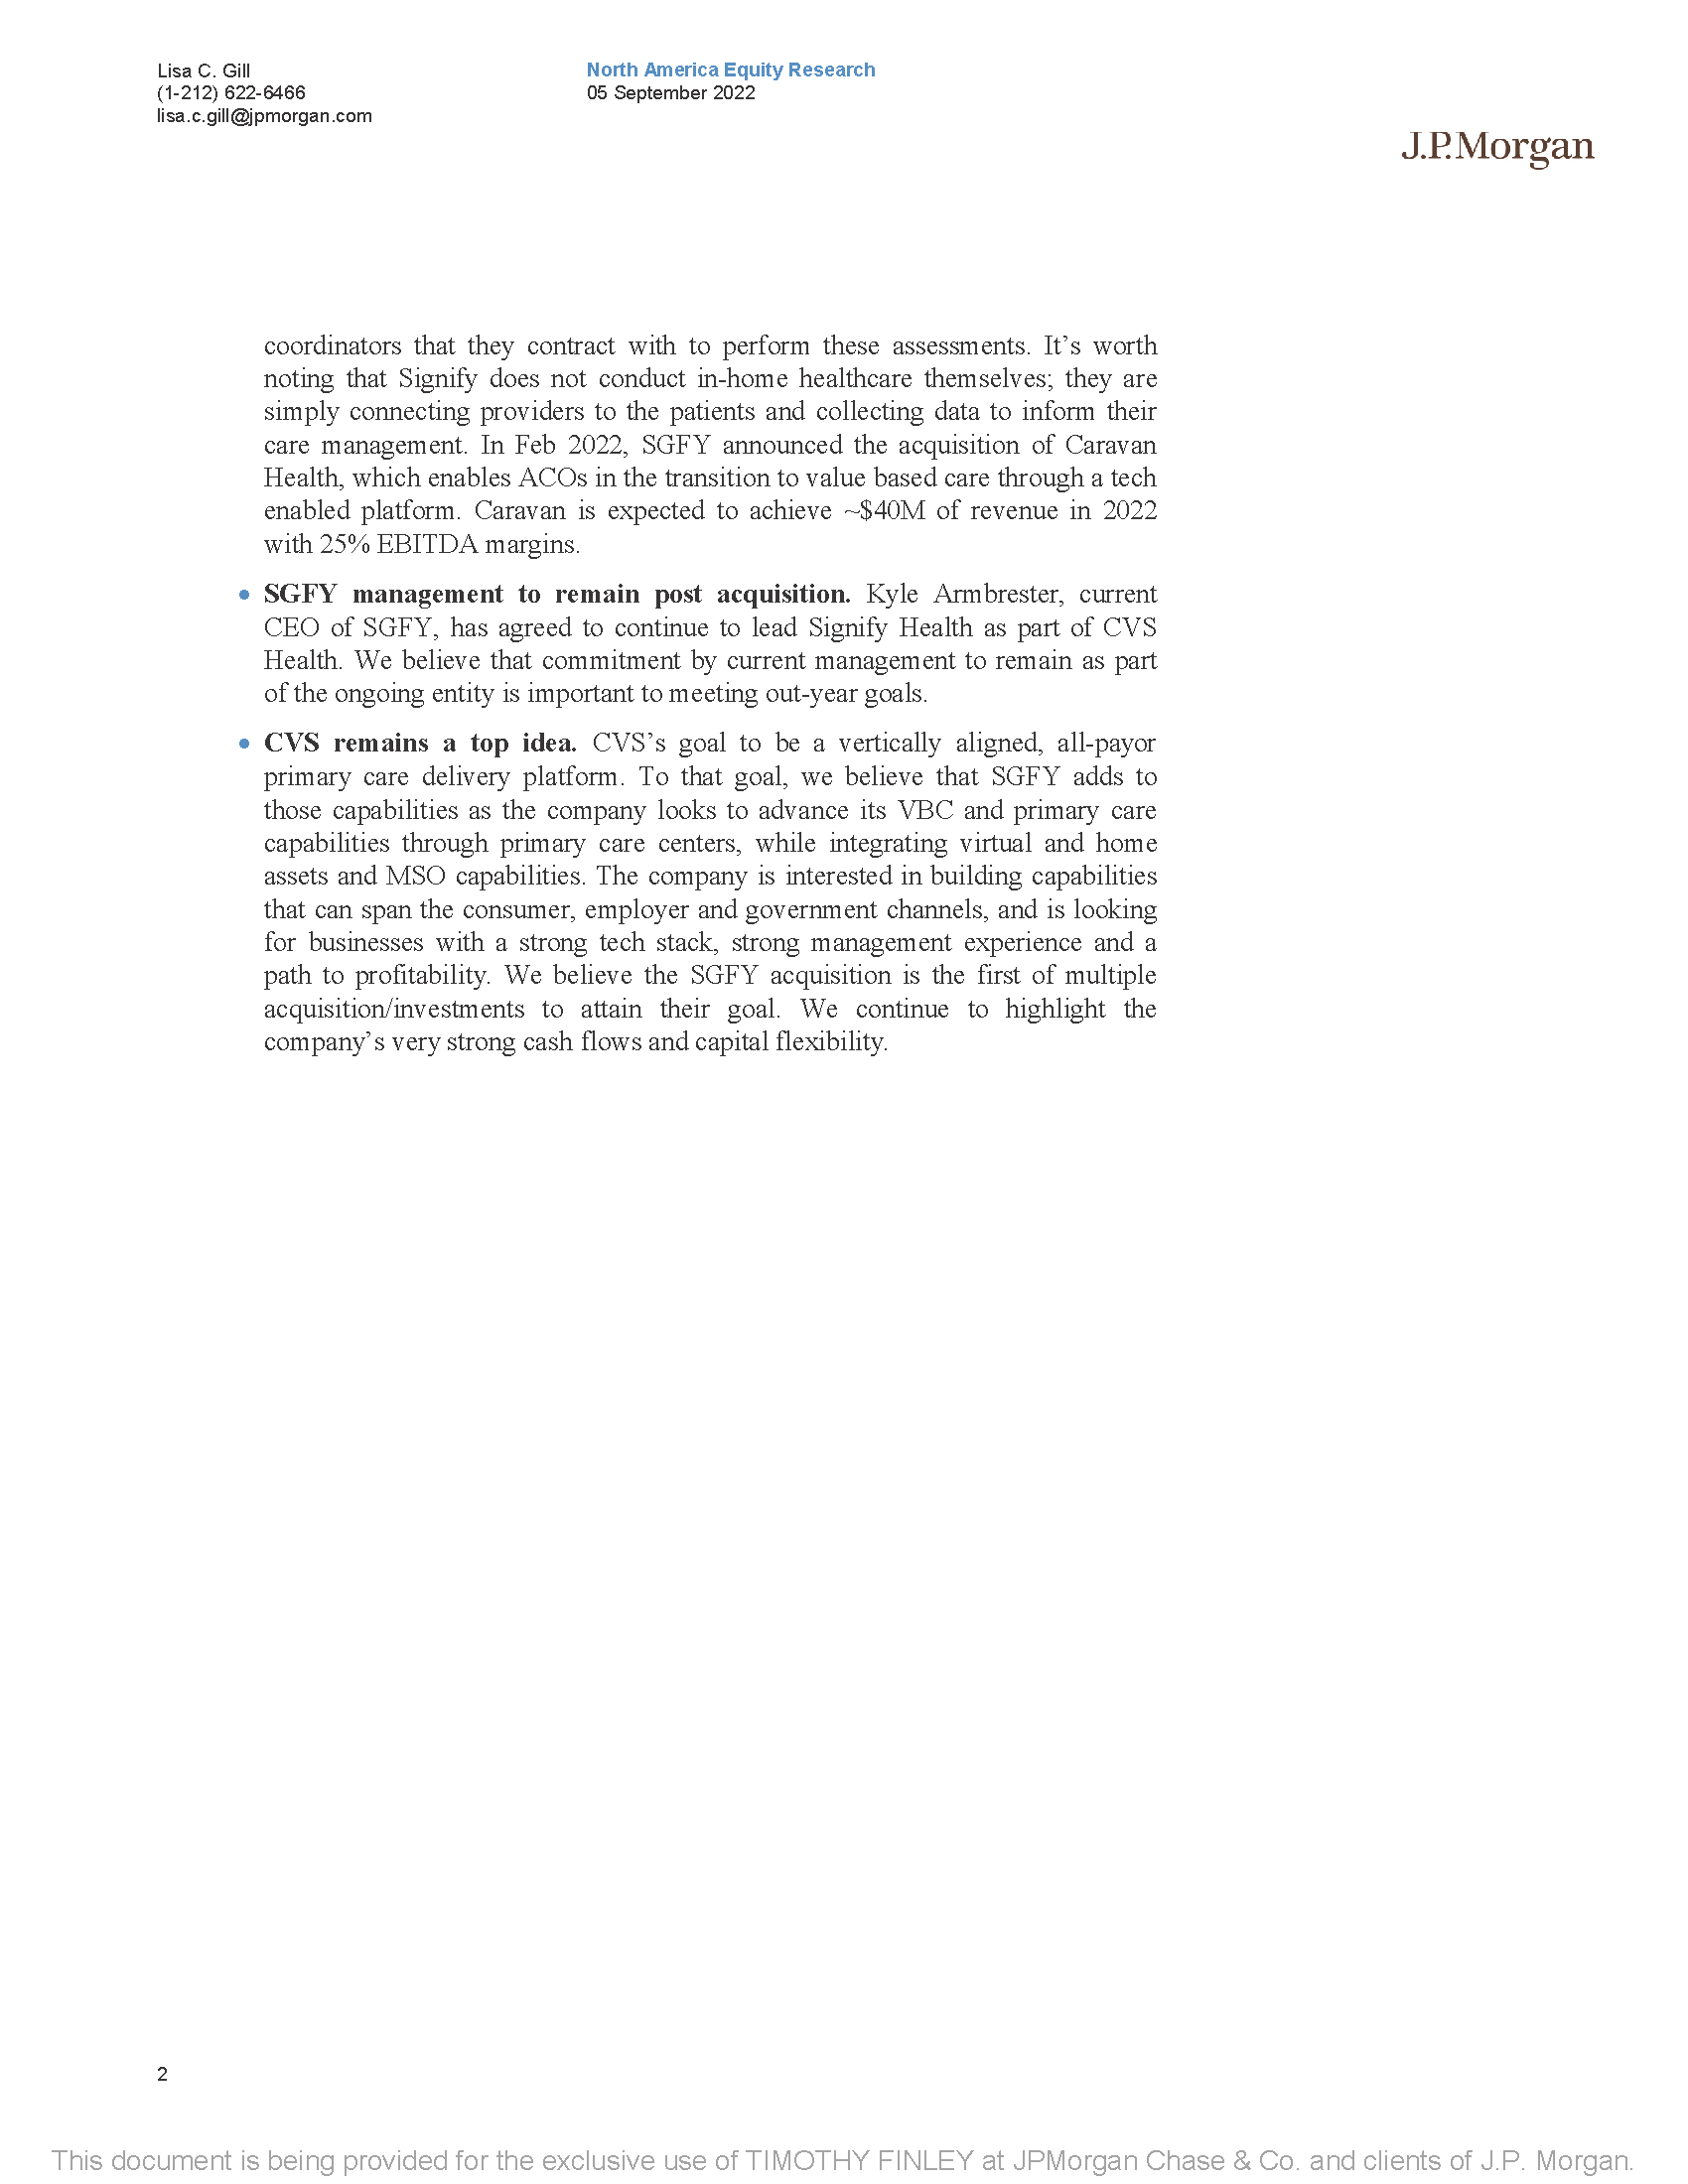 Lisa C. Gill
(1-212) 622-6466
lisa.c.gill@jpmorgan.com
North America Equity Research
05 September 2022
J.P.Morgan
coordinators that they contract with to perform these assessments. It’s worth
noting that Signify does not conduct in-home healthcare themselves; they are
simply connecting providers to the patients and collecting data to inform their
care management. In Feb 2022, SGFY announced the acquisition of Caravan
Health, which enables ACOs in the transition to value based care through a tech
enabled platform. Caravan is expected to achieve ~$40M of revenue in 2022
with 25% EBITDA margins.
• SGFY management to remain post acquisition. Kyle Armbrester, current
CEO of SGFY, has agreed to continue to lead Signify Health as part of CVS
Health. We believe that commitment by current management to remain as part
of the ongoing entity is important to meeting out-year goals.
• CVS remains a top idea. CVS’s goal to be a vertically aligned, all-payor
primary care delivery platform. To that goal, we believe that SGFY adds to
those capabilities as the company looks to advance its VBC and primary care
capabilities through primary care centers, while integrating virtual and home
assets and MSO capabilities. The company is interested in building capabilities
that can span the consumer, employer and government channels, and is looking
for businesses with a strong tech stack, strong management experience and a
path to profitability. We believe the SGFY acquisition is the first of multiple
acquisition/investments to attain their goal. We continue to highlight the
company’s very strong cash flows and capital flexibility.
2
This document is being provided for the exclusive use of TIMOTHY FINLEY at JPMorgan Chase & Co. and clients of J.P. Morgan.